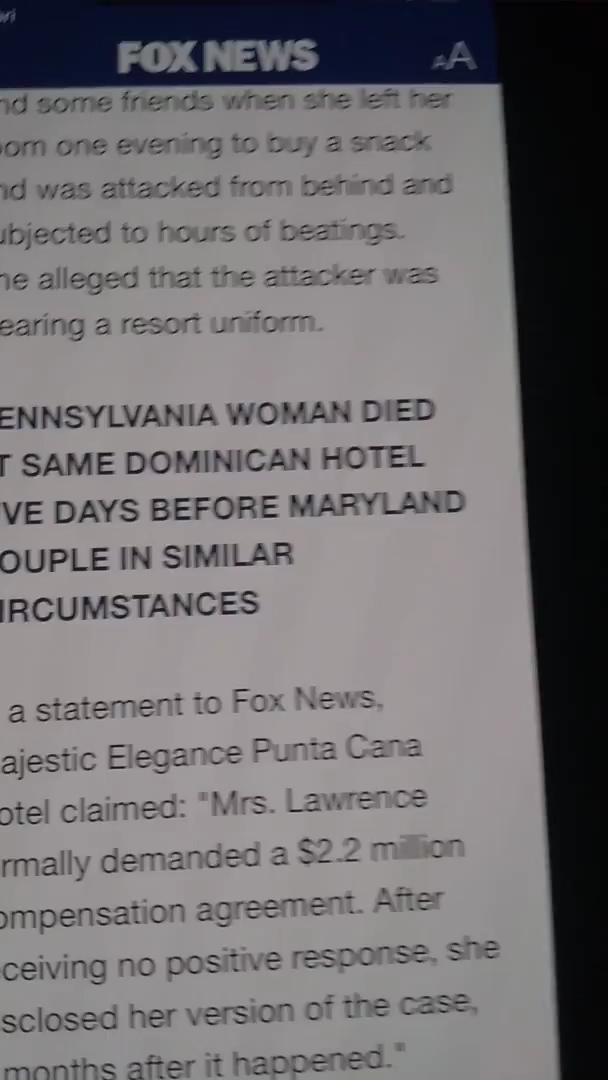 FOX NEWS AA
nd some friends when she left her
om one evening to buy a snack
nd was attacked from behind and
ubjected to hours of beatings.
he alleged that the attacker was
earing a resort uniform.
ENNSYLVANIA WOMAN DIED
T SAME DOMINICAN HOTEL
VE DAYS BEFORE MARYLAND
OUPLE IN SIMILAR
IRCUMSTANCES
a statement to Fox News,
ajestic Elegance Punta Cana
otel claimed: "Mrs. Lawrence
rmally demanded a $2.2 million
ompensation agreement. After
ceiving no positive response, she
sclosed her version of the case,
months after it happened."